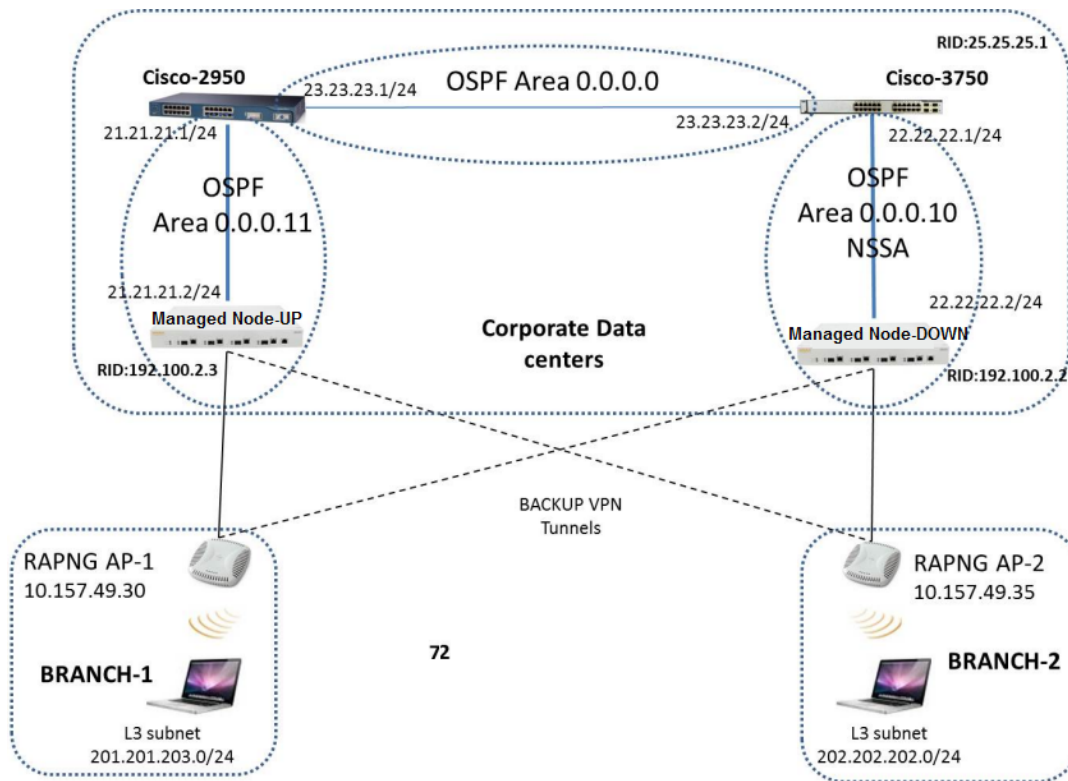 RID:25.25.25.1
Cisco-2950
OSPF Area 0.0.0.0
Cisco-3750
23.23.23.1/24
21.21.21.1/24
23.23.23.2/24
22.22.22.1/24
OSPF
Area 0.0.0.11
OSPF
Area 0.0.0.10
NSSA
21.21.21.2/24
22.22.22.2/24
Managed Node-UP
Corporate Data
centers
Managed Node-DOWN
RID:192.100.2.3
RID:192.100.2.2
BACKUP VPN
Tunnels
RAPNG AP-1
10.157.49.30
RAPNG AP-2
10.157.49.35
72
BRANCH-1
BRANCH-2
L3 subnet
201.201.203.0/24
L3 subnet
202.202.202.0/24